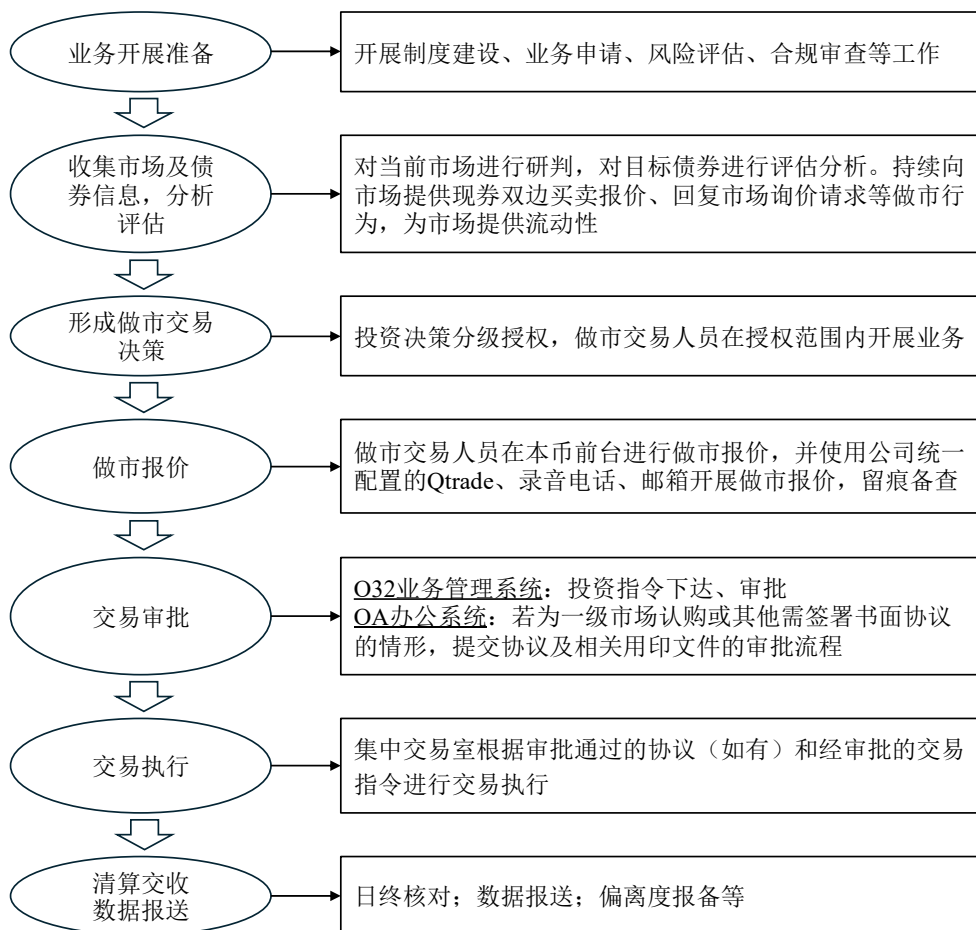 业务开展准备
开展制度建设、业务申请、风险评估、合规审查等工作
收集市场及债
券信息，分析
评估
对当前市场进行研判，对目标债券进行评估分析。持续向
市场提供现券双边买卖报价、回复市场询价请求等做市行
为，为市场提供流动性
形成做市交易
决策
投资决策分级授权，做市交易人员在授权范围内开展业务
做市报价
做市交易人员在本币前台进行做市报价，并使用公司统一
配置的Qtrade、录音电话、邮箱开展做市报价，留痕备查
交易审批
O32业务管理系统：投资指令下达、审批
OA办公系统：若为一级市场认购或其他需签署书面协议
的情形，提交协议及相关用印文件的审批流程
交易执行
集中交易室根据审批通过的协议（如有）和经审批的交易
指令进行交易执行
清算交收
数据报送
日终核对；数据报送；偏离度报备等